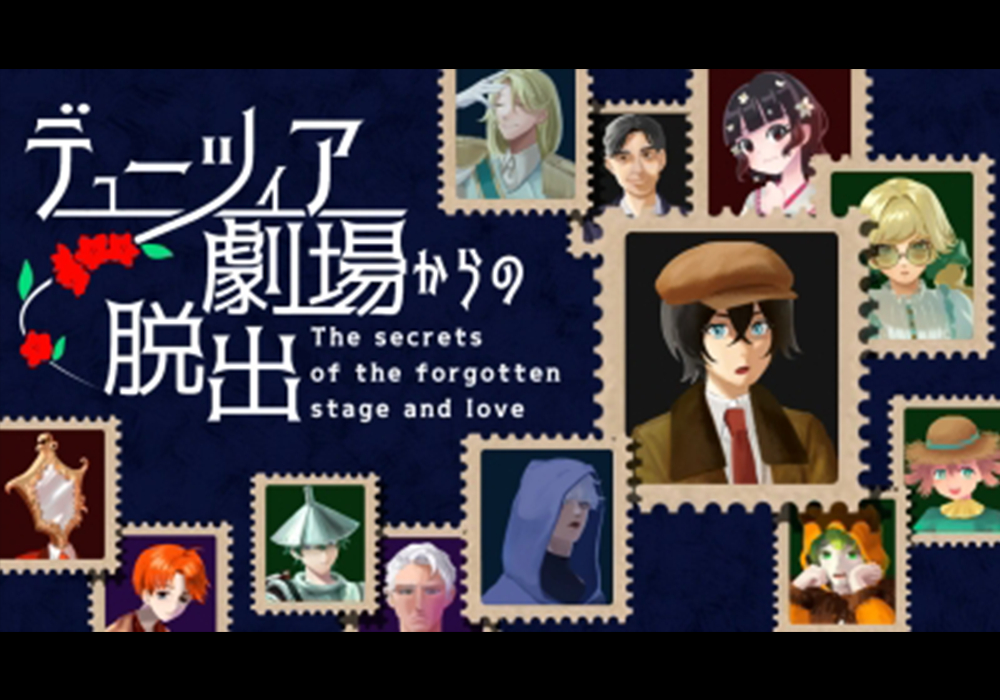 デューツィア
劇場からの
脱出
The secrets
of the forgotten
stage and love